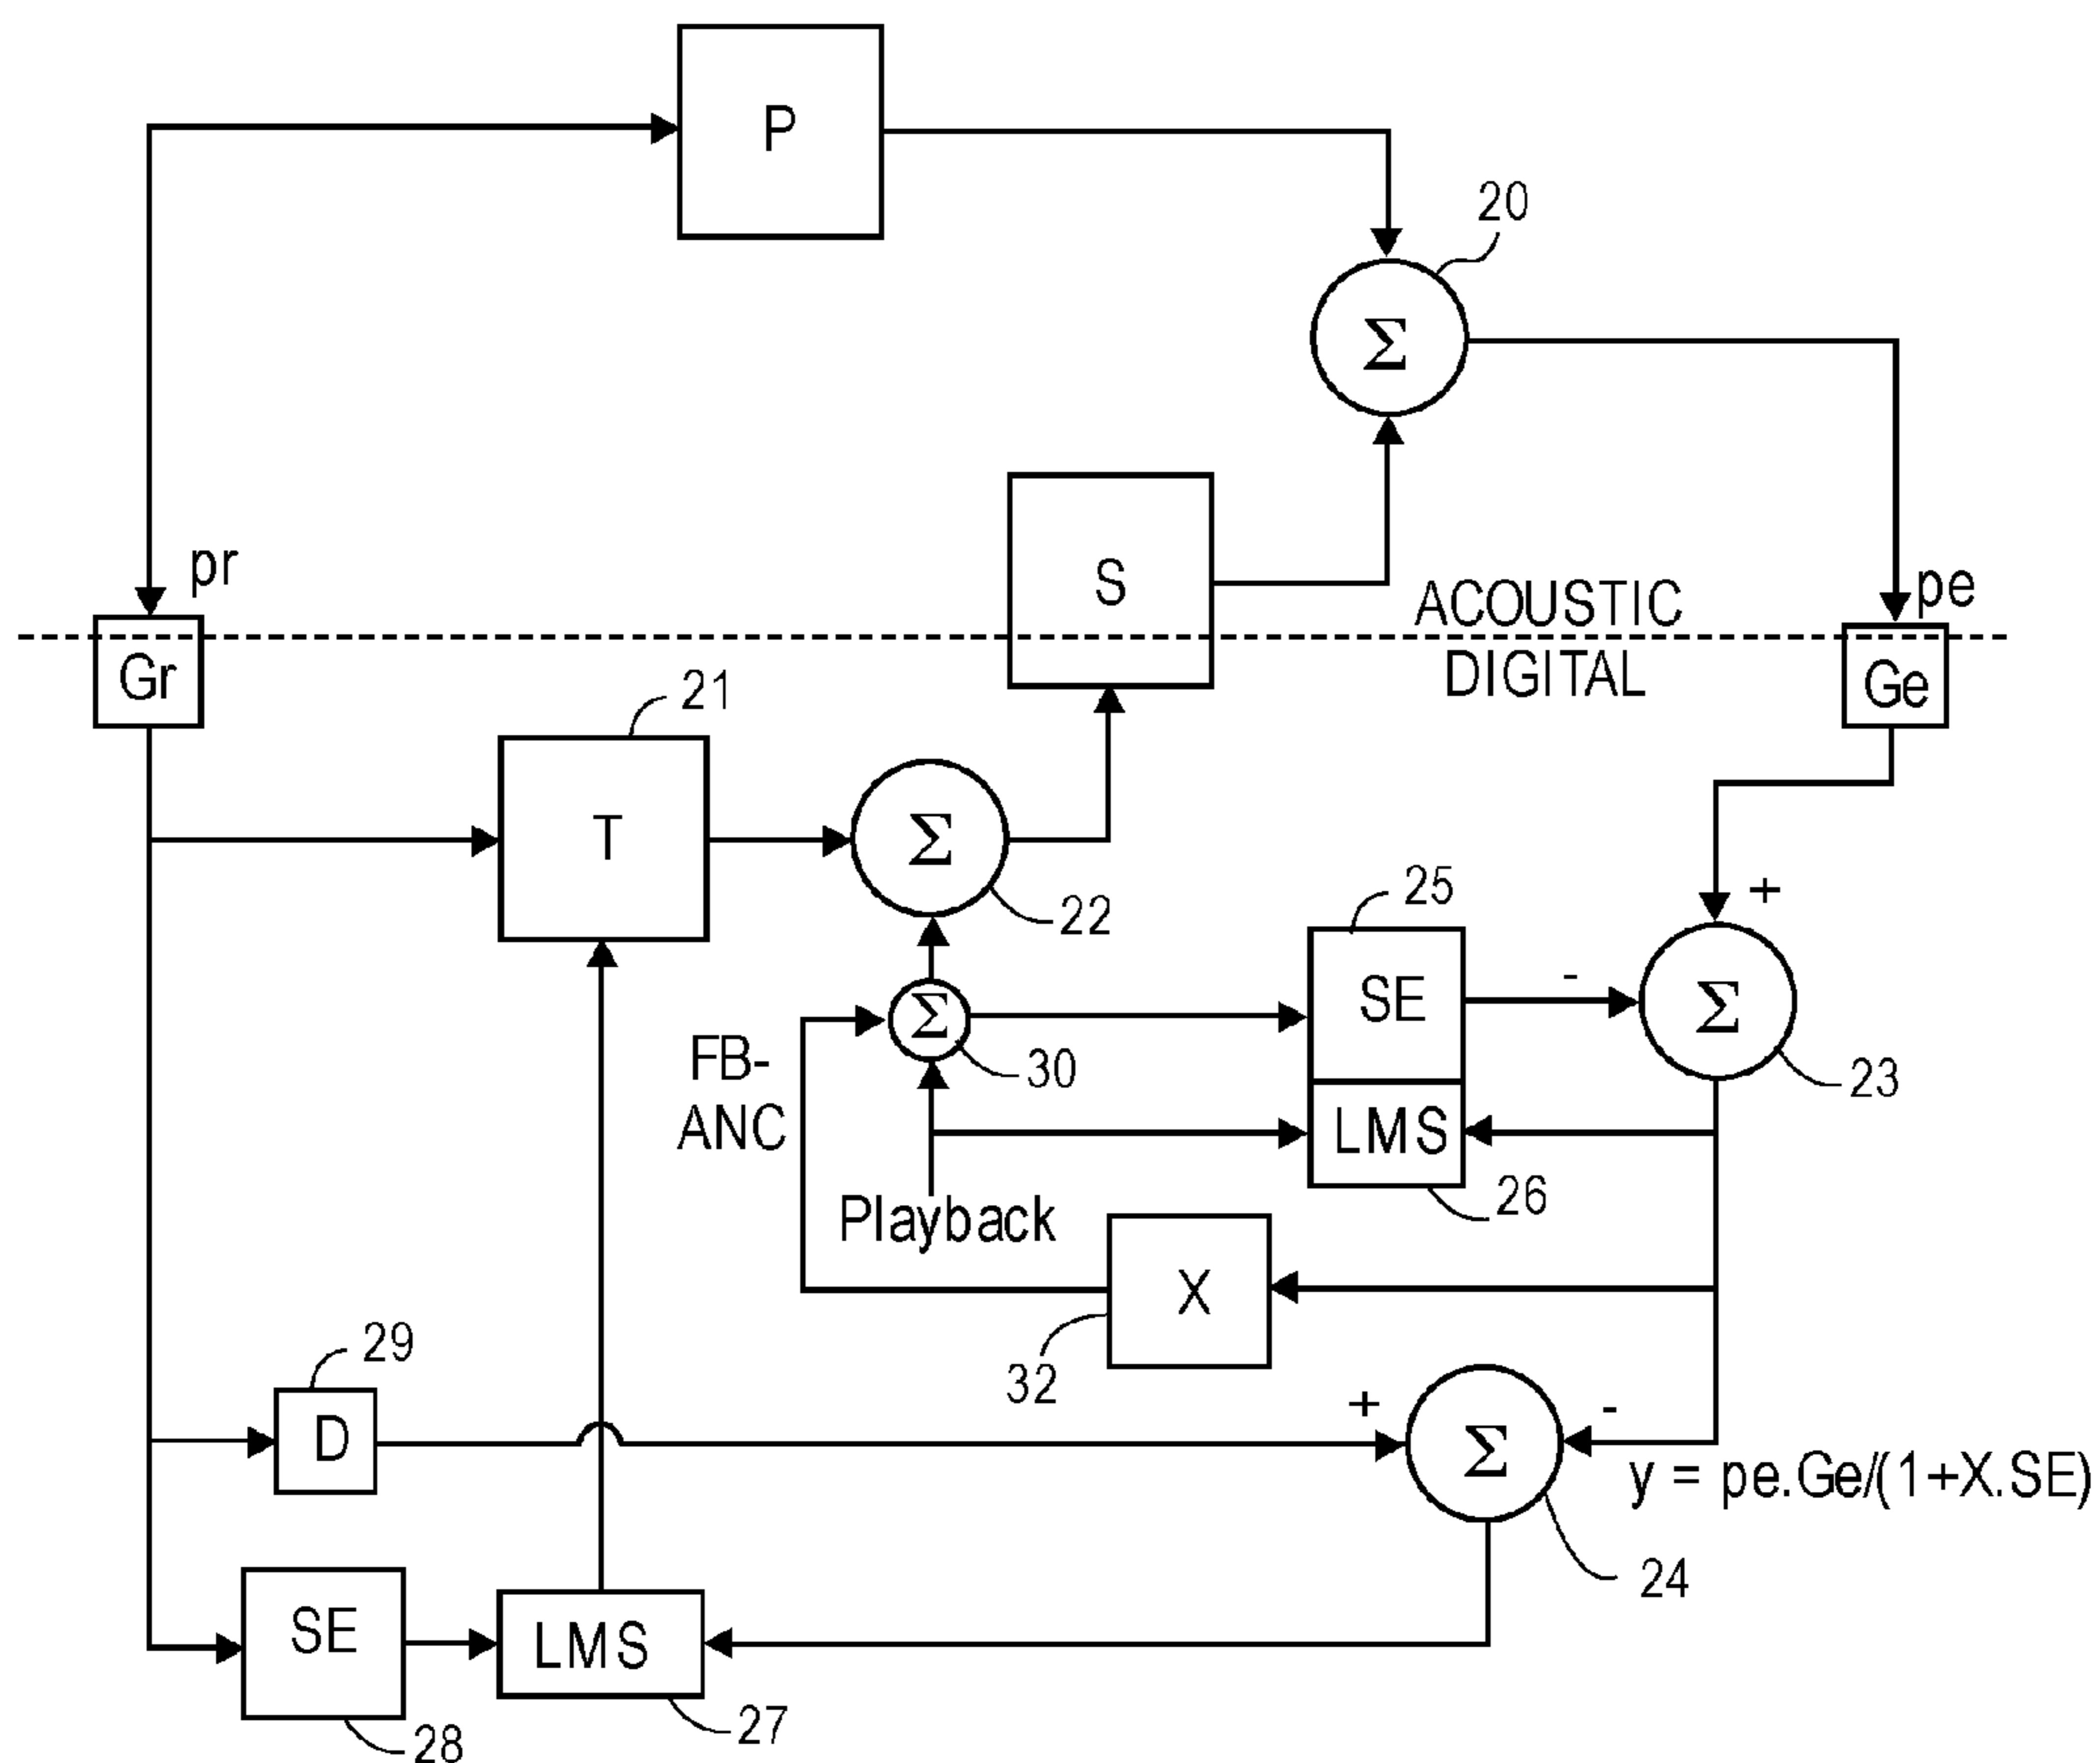 P
20
Σ
pr
S
ACOUSTIC
pe
Gr
DIGITAL
Ge
21
T
Σ
22
25
+
SE
-
Σ
Σ
FB-
ANC
30
23
LMS
Playback
26
X
29
32
+
-
D
Σ
y = pe.Ge/(1+X.SE)
24
SE
LMS
27
28